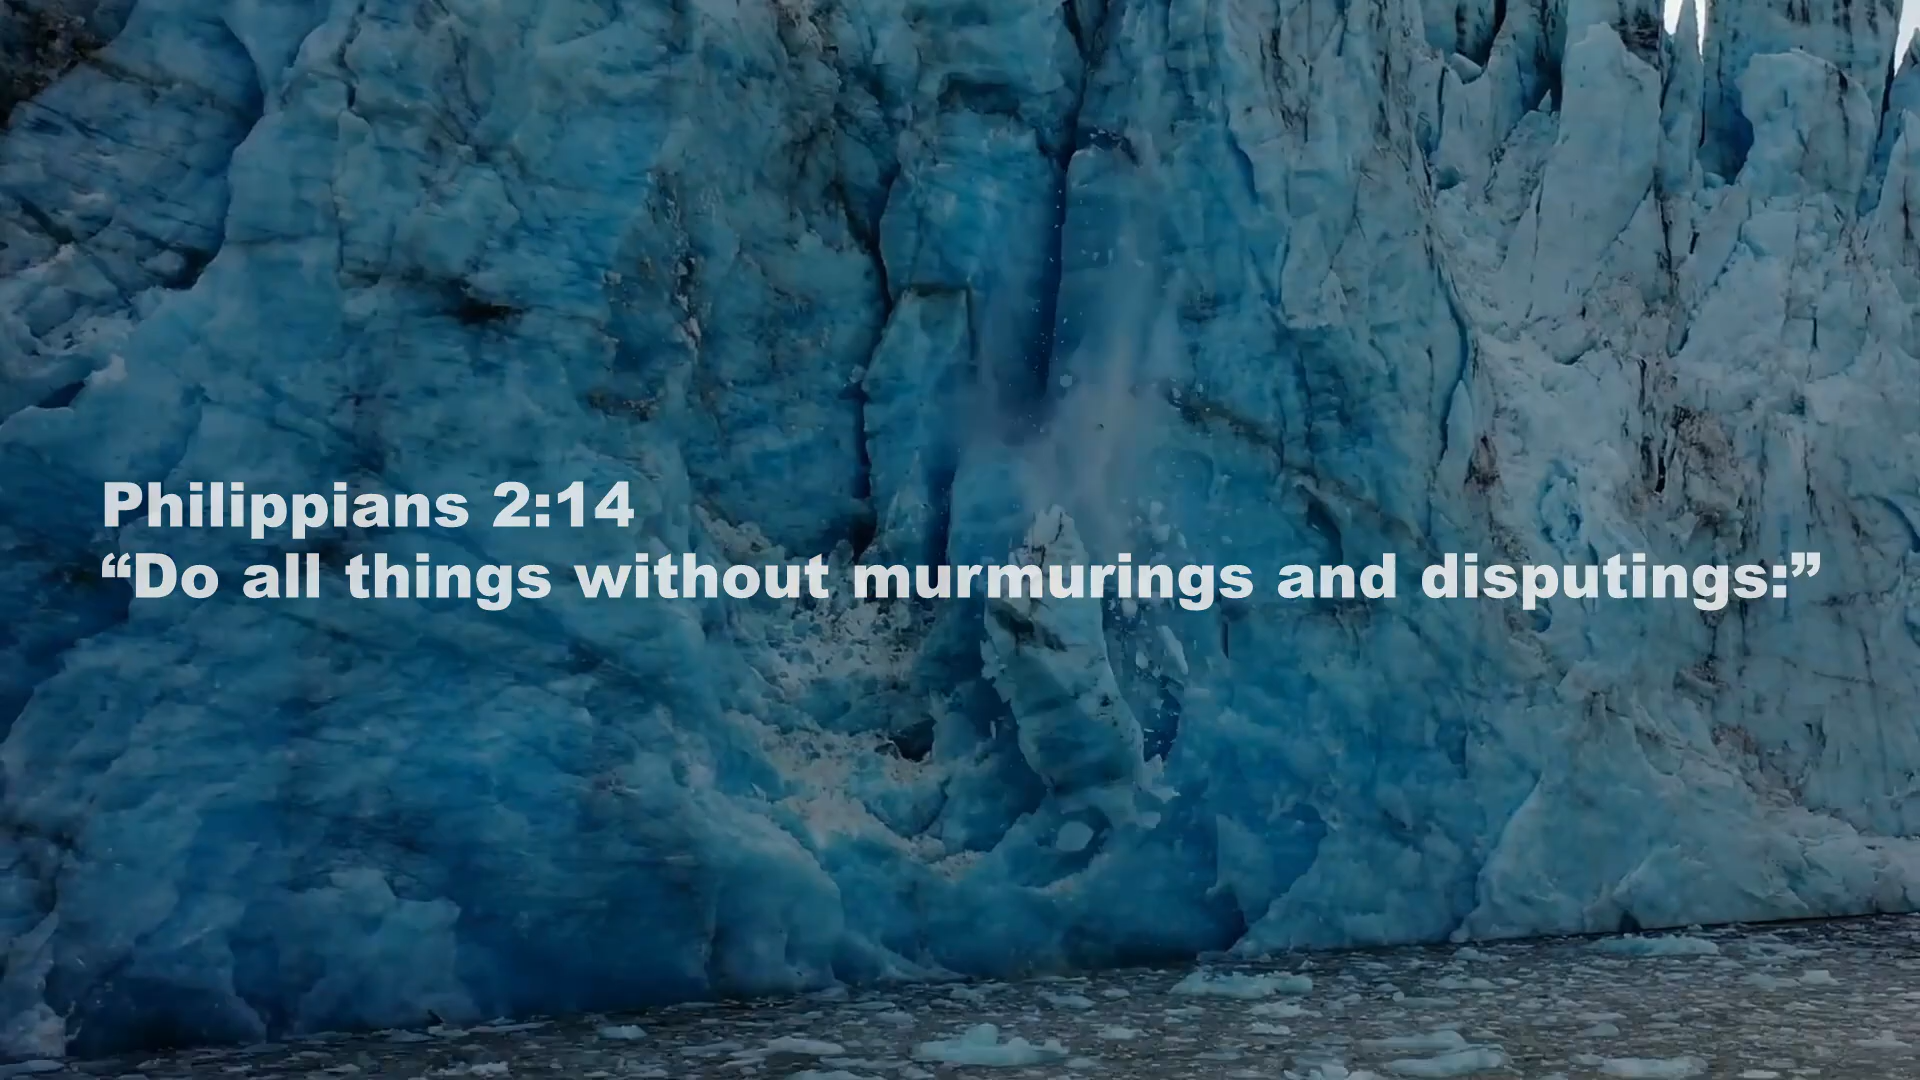 Philippians 2:14
“Do all things without murmurings and disputings:”